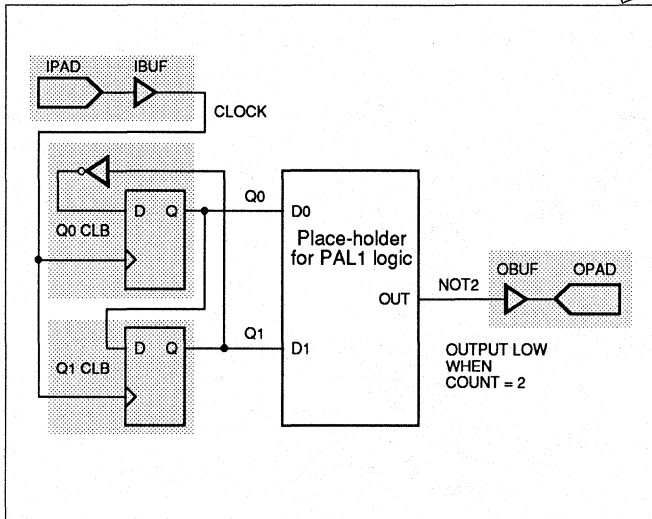 IPAD
IBUF
CLOCK
D
Q
Q0 CLB
Q0
D0
Place-holder
for PAL1 logic
OBUF
OPAD
NOT2
OUT
D
Q
Q1 CLB
Q1
D1
OUTPUT LOW
WHEN
COUNT = 2